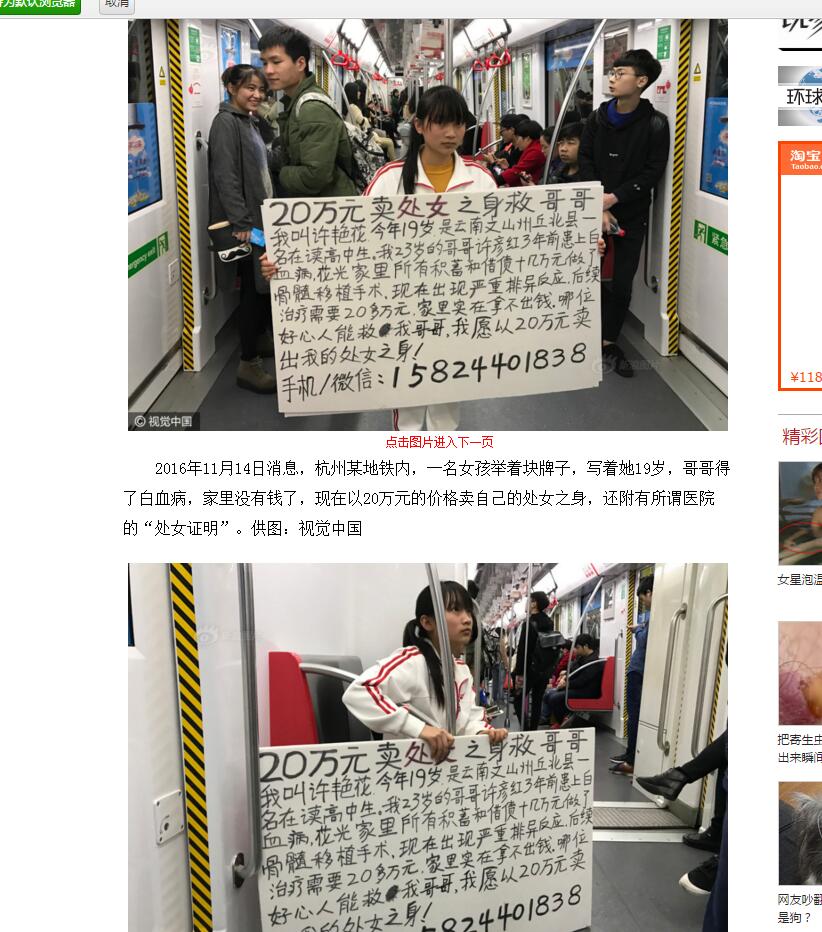 为默认浏览器
取消
20万元卖处女之身救哥哥
我叫许艳花今年19岁是云南文山州丘北县一
名在读高中生。我23岁的哥哥许彦红3年前患上白
血病,花光家里所有积蓄和借债十几万元做了
骨髓移植手术,现在出现严重排异反应,后续
治疗需要20多万元,家里实在拿不出钱。哪位
好心人能救我哥哥,我愿以20万元卖
出我的处女之身!
手机/微信:15824401838
© 视觉中国
点击图片进入下一页
2016年11月14日消息，杭州某地铁内，一名女孩举着块牌子，写着她19岁，哥哥得
了白血病，家里没有钱了，现在以20万元的价格卖自己的处女之身，还附有所谓医院
的“处女证明”。供图：视觉中国
20万元卖处女之身救哥哥
我叫许艳花今年19岁是云南文山州丘北县一
名在读高中生。我23岁的哥哥许彦红3年前患上白
血病,花光家里所有积蓄和借债十几万元做了
骨髓移植手术,现在出现严重排异反应,后续
治疗需要20多万元,家里实在拿不出钱。哪位
好心人能救我哥哥,我愿以20万元卖
出我的处女之身!
5824401838
环球
淘宝
Taobao.
¥118
精彩
女星泡温
把寄生虫
出来瞬间
网友吵翻
是狗？
紧急